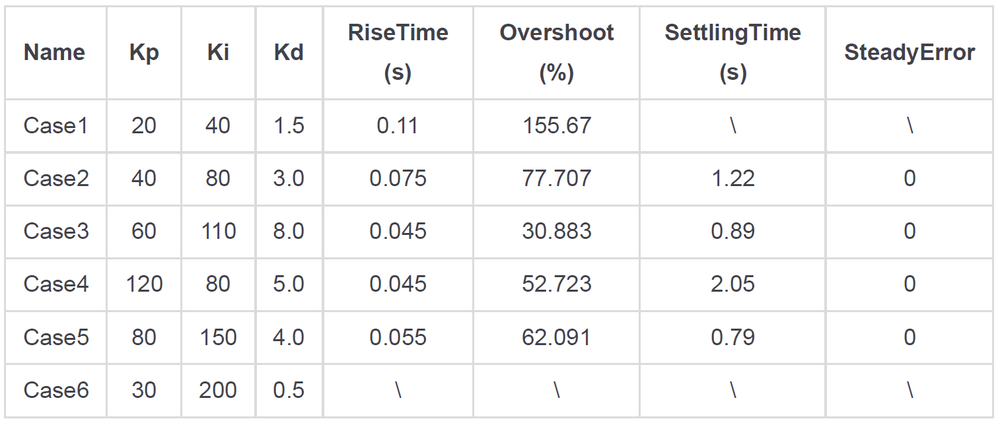 Name Kp Ki Kd RiseTime (s) Overshoot (%) SettlingTime (s) SteadyError
Case1 20 40 1.5 0.11 155.67 \ \
Case2 40 80 3.0 0.075 77.707 1.22 0
Case3 60 110 8.0 0.045 30.883 0.89 0
Case4 120 80 5.0 0.045 52.723 2.05 0
Case5 80 150 4.0 0.055 62.091 0.79 0
Case6 30 200 0.5 \ \ \ \